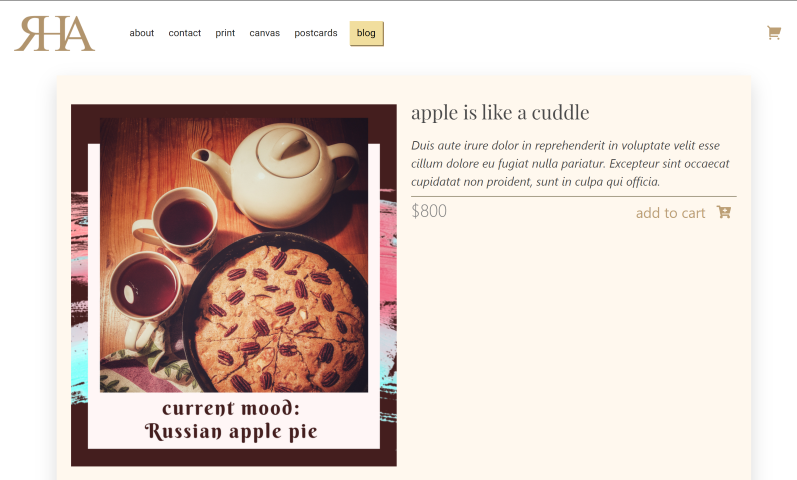 RHA
about contact print canvas postcards blog
apple is like a cuddle
Duis aute irure dolor in reprehenderit in voluptate velit esse
cillum dolore eu fugiat nulla pariatur. Excepteur sint occaecat
cupidatat non proident, sunt in culpa qui officia.
$800 add to cart
current mood:
Russian apple pie